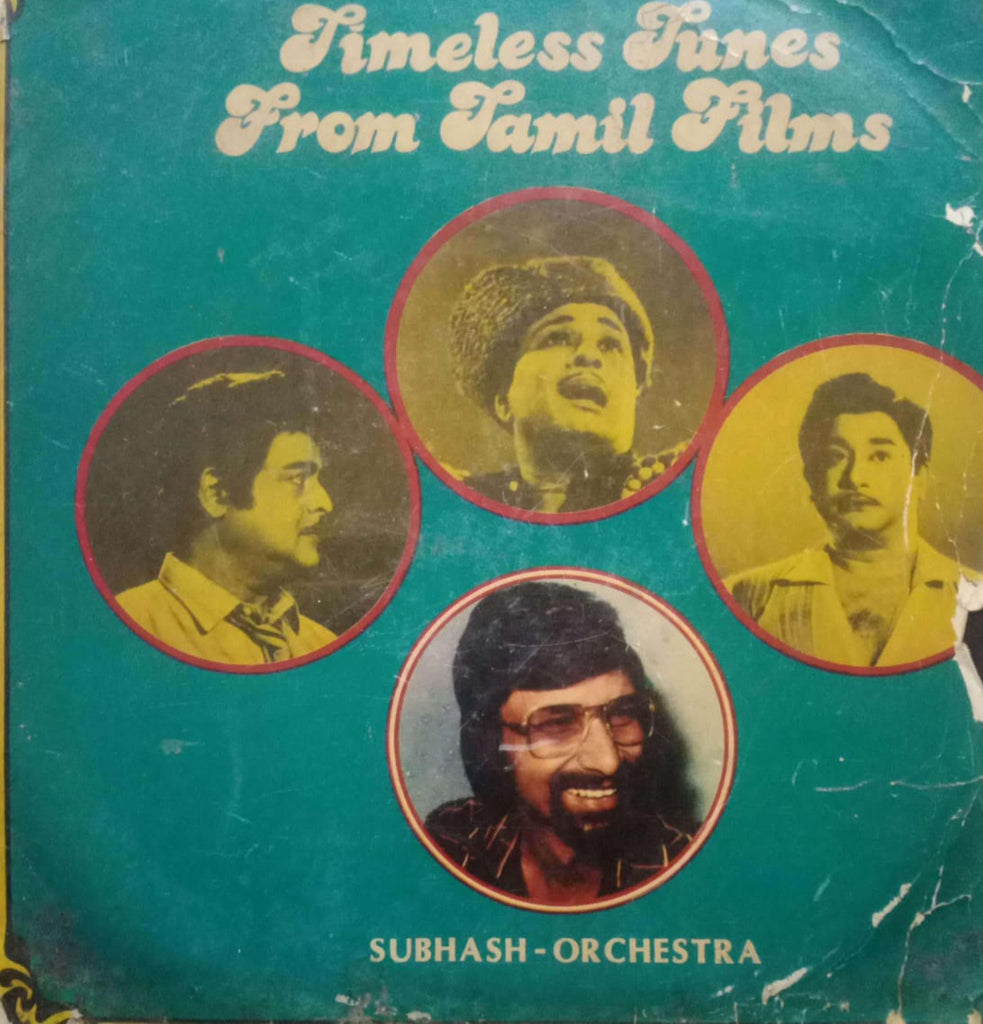 Timeless Tunes
From Tamil Films
SUBHASH-ORCHESTRA